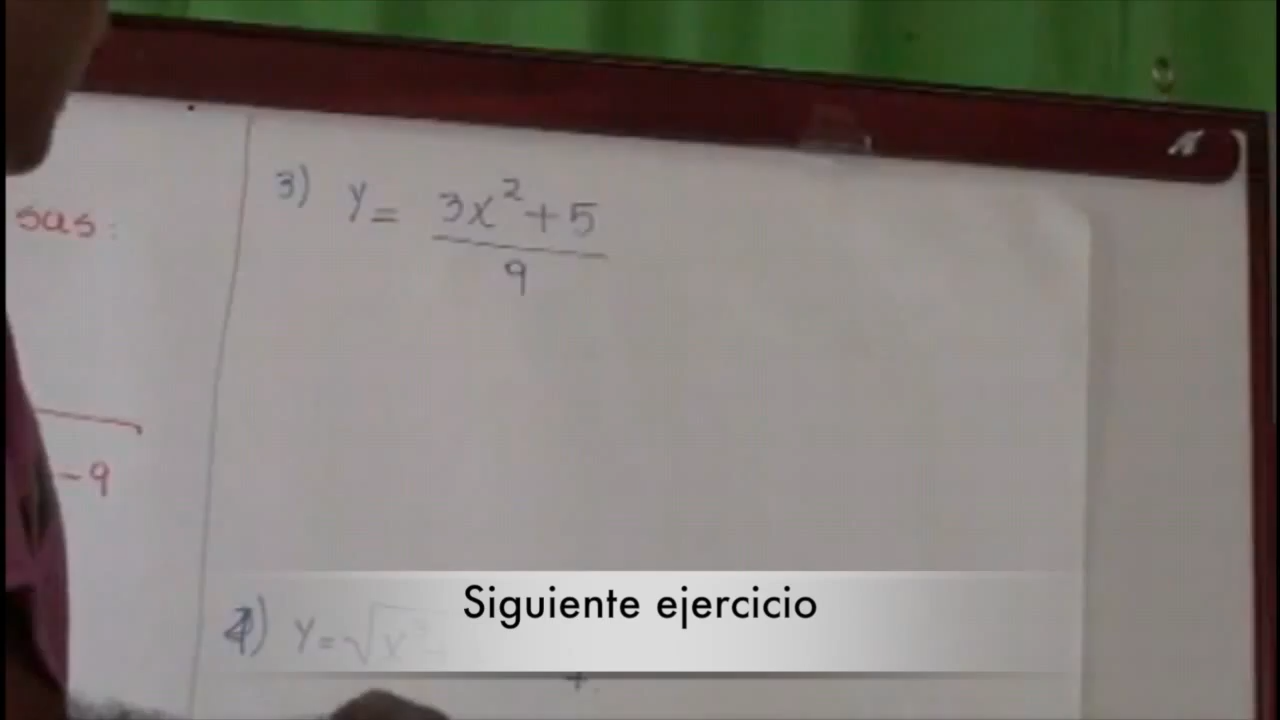 sas:
-9
3) y = 3x²+5
9
Siguiente ejercicio
4) y=√x